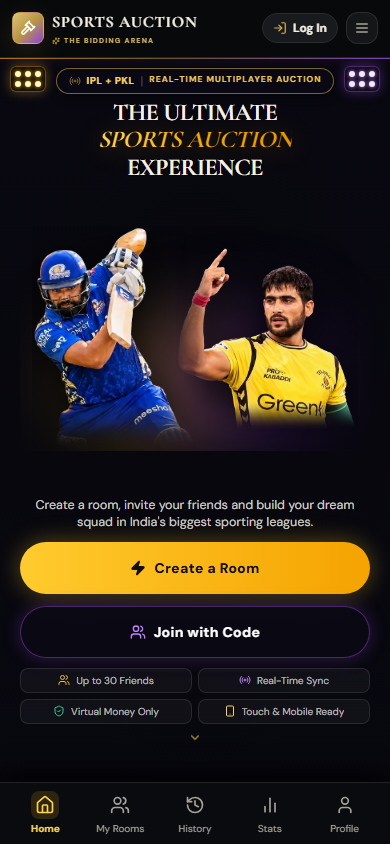 SPORTS AUCTION
THE BIDDING ARENA
Log In
IPL + PKL | REAL-TIME MULTIPLAYER AUCTION
THE ULTIMATE
SPORTS AUCTION
EXPERIENCE
meesho
PRO
KABADDI
Green
Create a room, invite your friends and build your dream
squad in India's biggest sporting leagues.
Create a Room
Join with Code
Up to 30 Friends
Real-Time Sync
Virtual Money Only
Touch & Mobile Ready
Home
My Rooms
History
Stats
Profile